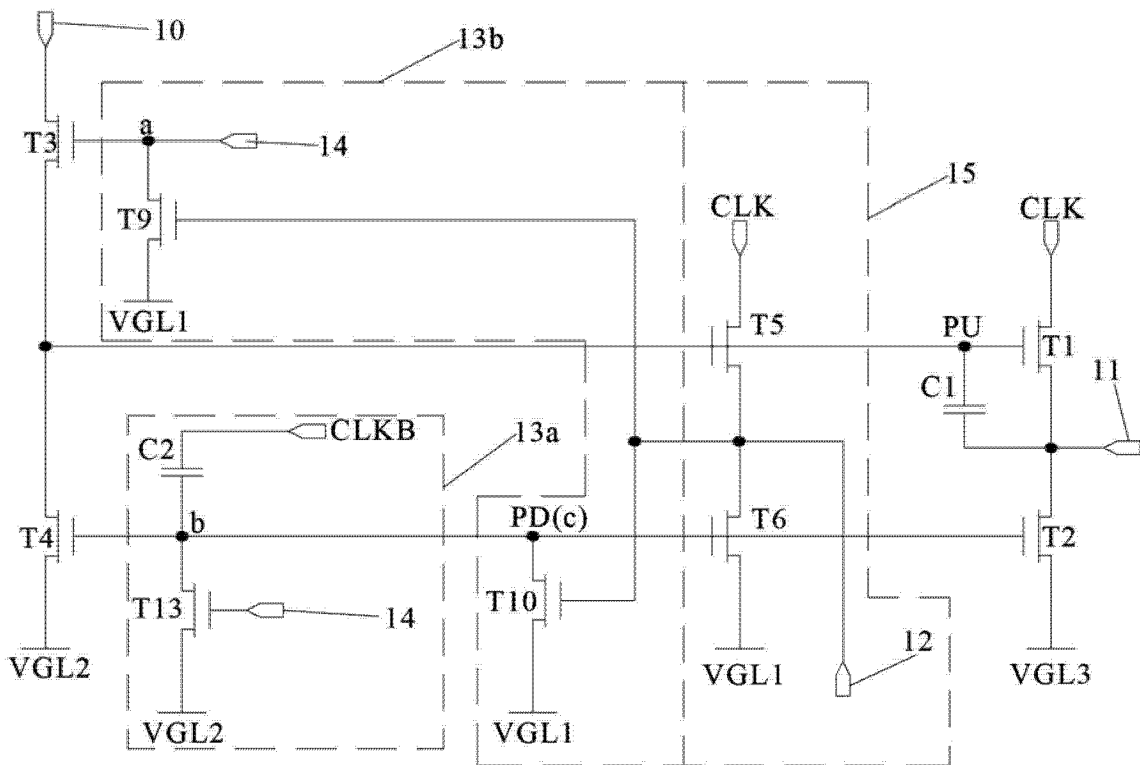 10
13b
T3
a
14
15
T9
CLK
CLK
VGL1
T5
PU
T1
C1
11
CLKB
C2
13a
T4
b
PD(c)
T6
T2
T13
14
T10
12
VGL2
VGL2
VGL1
VGL1
VGL3